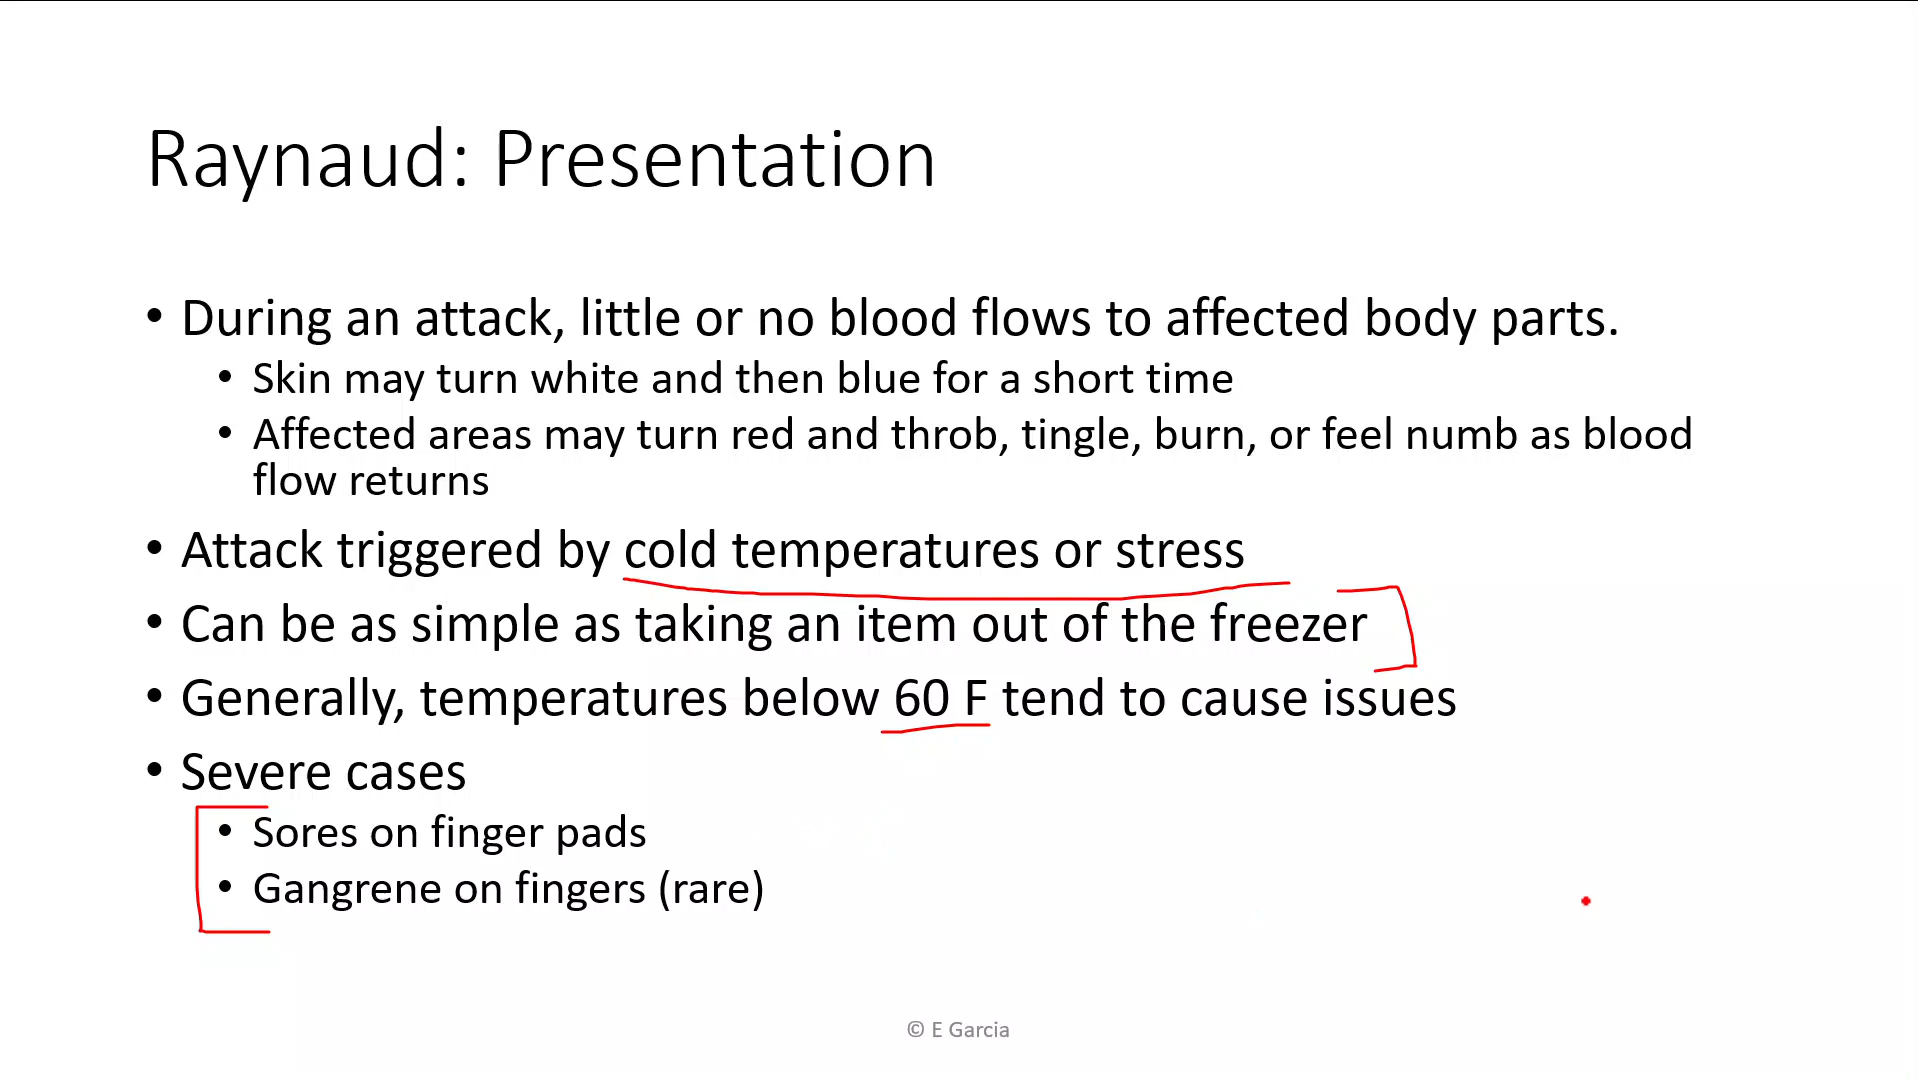 Raynaud: Presentation
• During an attack, little or no blood flows to affected body parts.
• Skin may turn white and then blue for a short time
• Affected areas may turn red and throb, tingle, burn, or feel numb as blood
flow returns
• Attack triggered by cold temperatures or stress
• Can be as simple as taking an item out of the freezer
• Generally, temperatures below 60 F tend to cause issues
• Severe cases
• Sores on finger pads
• Gangrene on fingers (rare)
© E Garcia